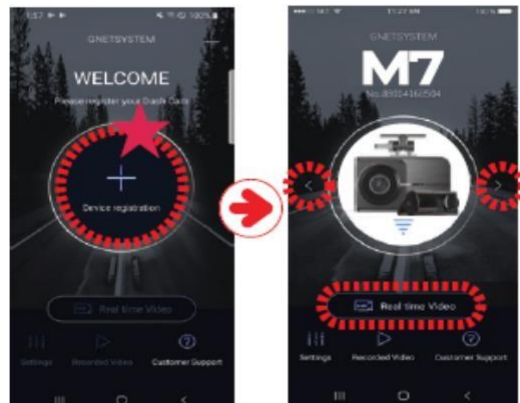 GNETSYSTEM
WELCOME
Please register your Dash Cam
Device registration
Real time Video
Settings
Recorded Video
Customer Support
GNETSYSTEM
M7
Real time Video
Settings
Recorded Video
Customer Support